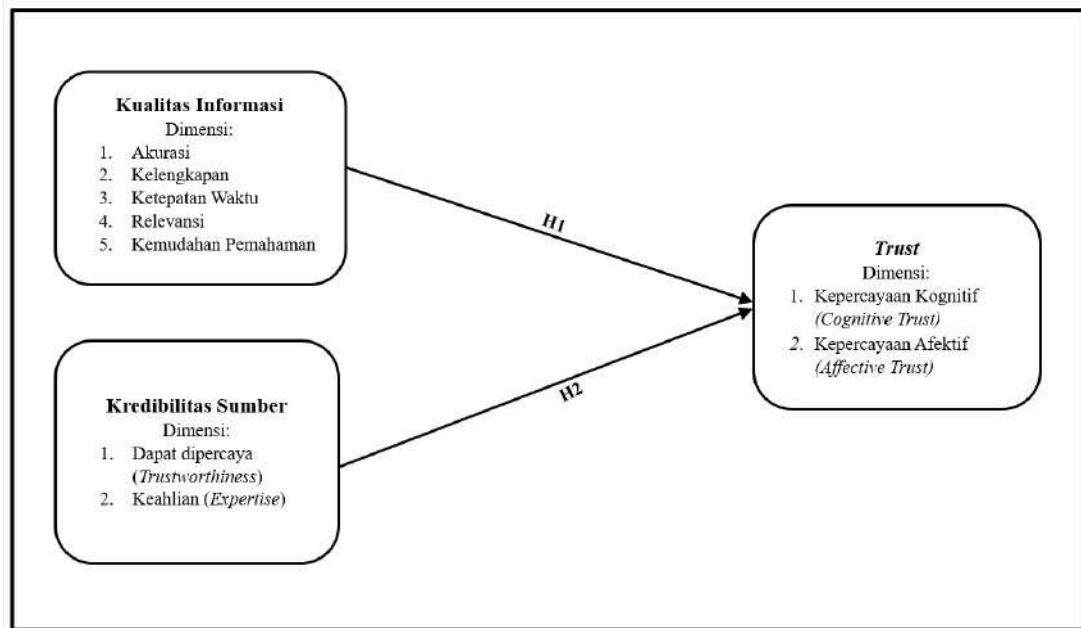 Kualitas Informasi
Dimensi:
1. Akurasi
2. Kelengkapan
3. Ketepatan Waktu
4. Relevansi
5. Kemudahan Pemahaman
H1
Trust
Dimensi:
1. Kepercayaan Kognitif
(Cognitive Trust)
2. Kepercayaan Afektif
(Affective Trust)
H2
Kredibilitas Sumber
Dimensi:
1. Dapat dipercaya
(Trustworthiness)
2. Keahlian (Expertise)